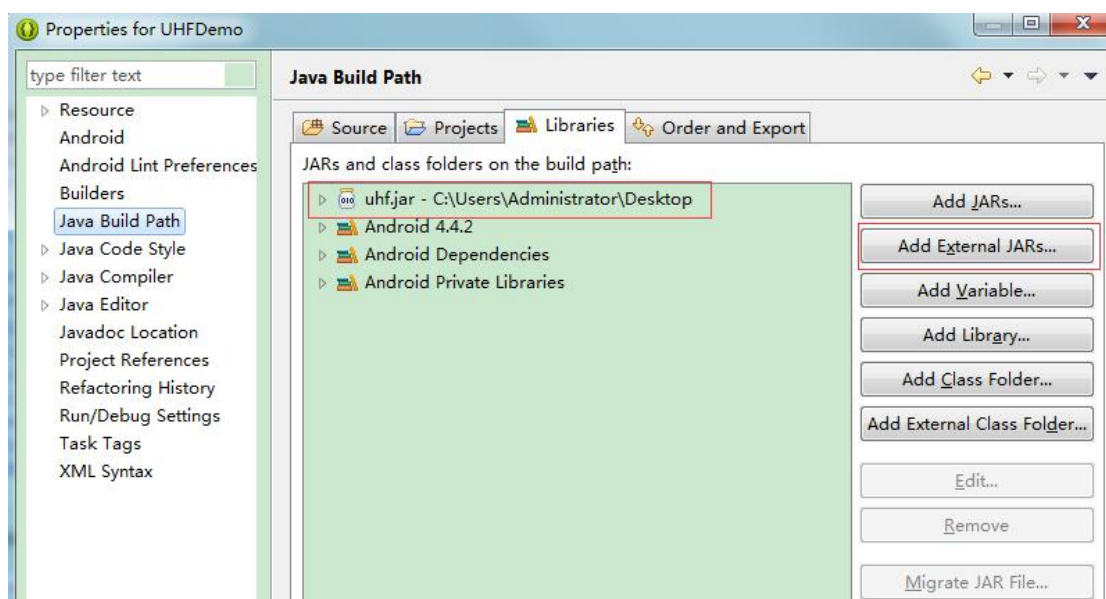 Properties for UHFDemo
type filter text
Resource
Android
Android Lint Preferences
Builders
Java Build Path
Java Code Style
Java Compiler
Java Editor
Javadoc Location
Project References
Refactoring History
Run/Debug Settings
Task Tags
XML Syntax
Java Build Path
Source
Projects
Libraries
Order and Export
JARs and class folders on the build path:
010 uhf.jar - C:\Users\Administrator\Desktop
Android 4.4.2
Android Dependencies
Android Private Libraries
Add JARs...
Add External JARs...
Add Variable...
Add Library...
Add Class Folder...
Add External Class Folder...
Edit...
Remove
Migrate JAR File...